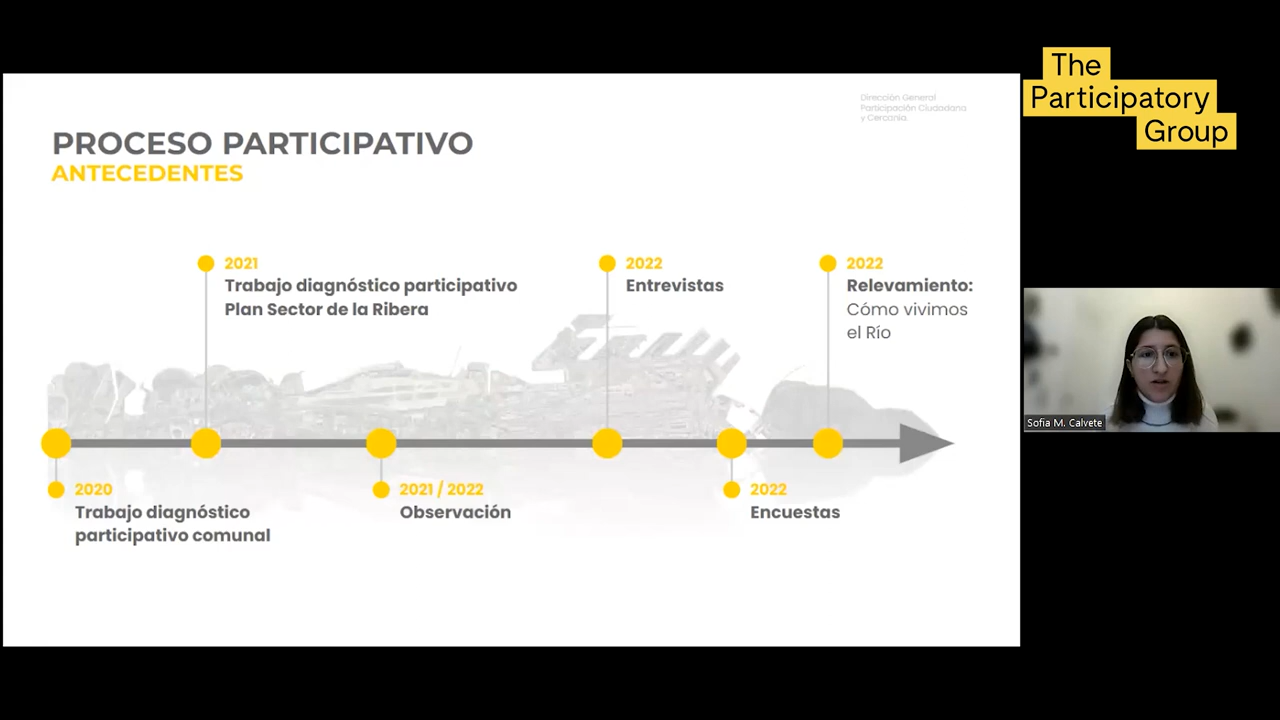 Dirección General
Participación Ciudadana
y Cercanía.
PROCESO PARTICIPATIVO
ANTECEDENTES
2021
Trabajo diagnóstico participativo
Plan Sector de la Ribera
2022
Entrevistas
2022
Relevamiento:
Cómo vivimos
el Río
2020
Trabajo diagnóstico
participativo comunal
2021 / 2022
Observación
2022
Encuestas
The
Participatory
Group
Sofia M. Calvete